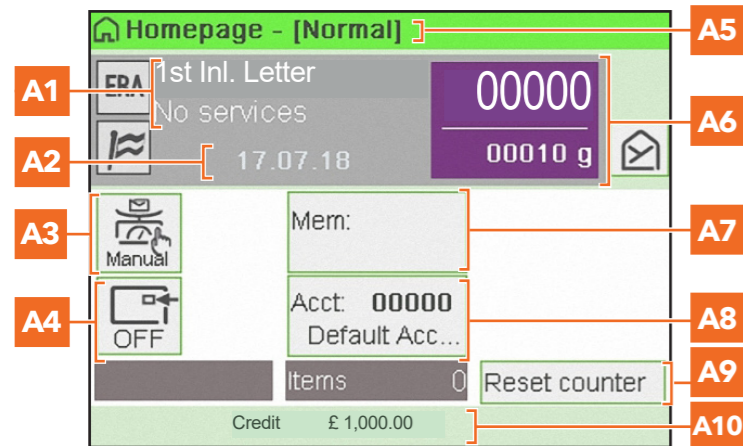 Homepage - [Normal]
A5
A1
ERA
1st Inl. Letter
00000
No services
A6
A2
17.07.18
00010 g
A3
Manual
Mem:
A7
A4
OFF
Acct: 00000
Default Acc...
A8
Items 0
Reset counter
A9
Credit £ 1,000.00
A10